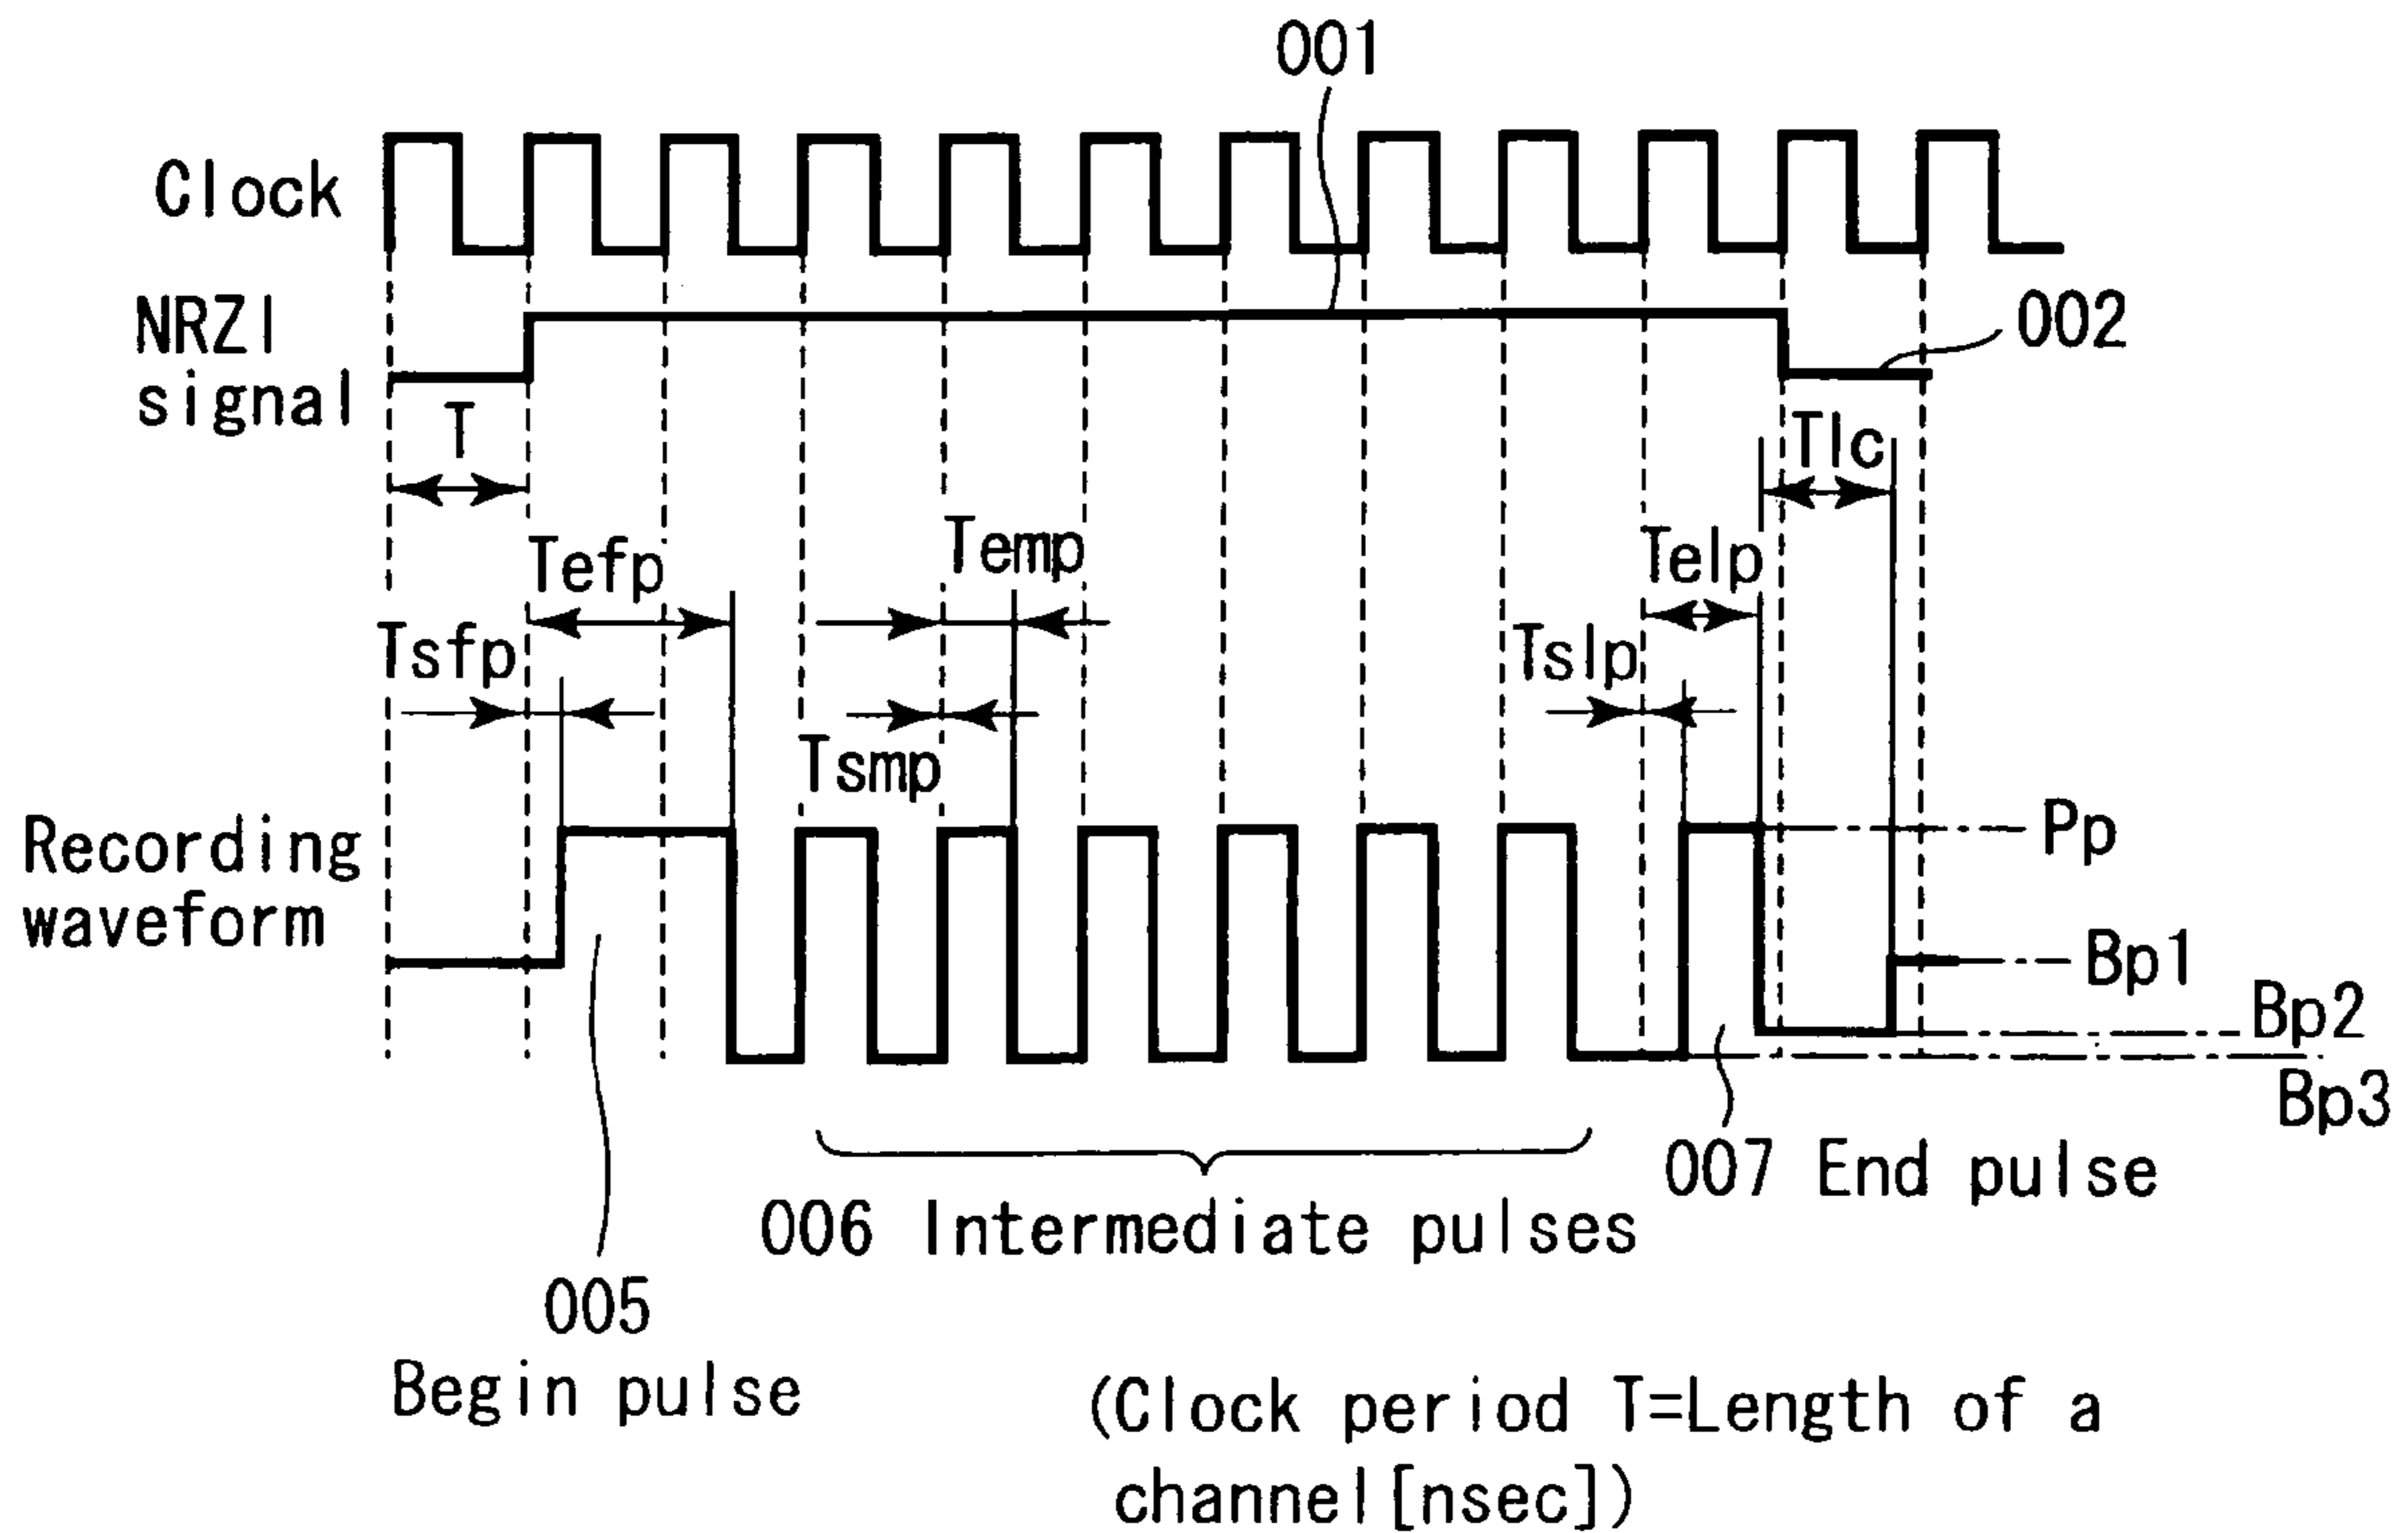 001
Clock
NRZI
signal
002
T
Tlc
Tefp
Temp
Telp
Tsfp
Tslp
Tsmp
Recording
waveform
Pp
Bp1
Bp2
Bp3
007 End pulse
006 Intermediate pulses
005
Begin pulse
(Clock period T=Length of a
channel[nsec])